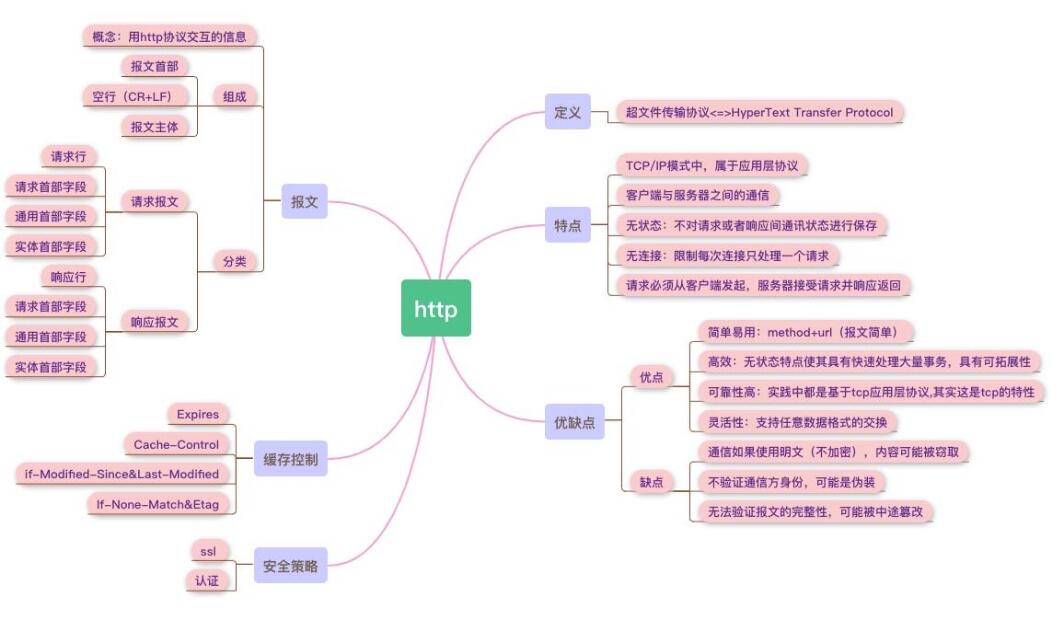 http
定义
超文件传输协议<=>HyperText Transfer Protocol
特点
TCP/IP模式中，属于应用层协议
客户端与服务器之间的通信
无状态：不对请求或者响应间通讯状态进行保存
无连接：限制每次连接只处理一个请求
请求必须从客户端发起，服务器接受请求并响应返回
优缺点
优点
简单易用：method+url（报文简单）
高效：无状态特点使其具有快速处理大量事务，具有可拓展性
可靠性高：实践中都是基于tcp应用层协议,其实这是tcp的特性
灵活性：支持任意数据格式的交换
缺点
通信如果使用明文（不加密），内容可能被窃取
不验证通信方身份，可能是伪装
无法验证报文的完整性，可能被中途篡改
报文
概念：用http协议交互的信息
组成
报文首部
空行（CR+LF）
报文主体
分类
请求报文
请求行
请求首部字段
通用首部字段
实体首部字段
响应报文
响应行
请求首部字段
通用首部字段
实体首部字段
缓存控制
Expires
Cache-Control
if-Modified-Since&Last-Modified
If-None-Match&Etag
安全策略
ssl
认证